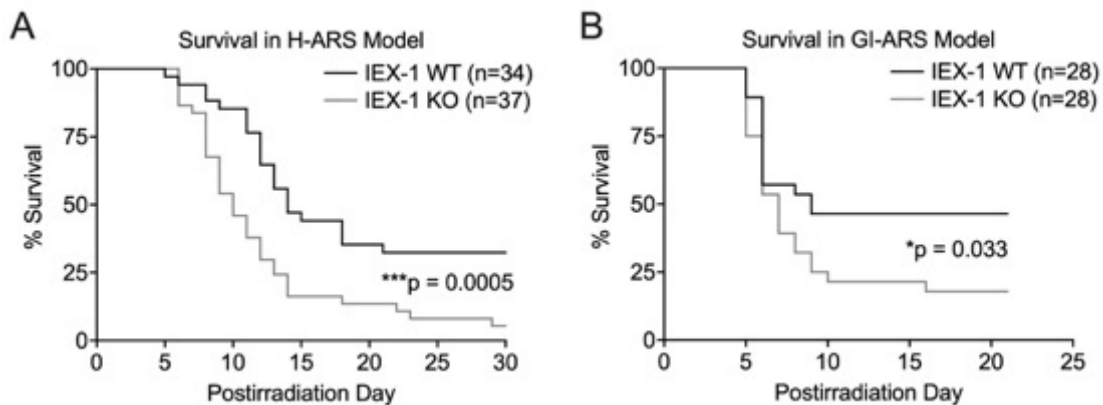 A
Survival in H-ARS Model
IEX-1 WT (n=34)
IEX-1 KO (n=37)
% Survival
100
75
50
25
0
***p = 0.0005
0 5 10 15 20 25 30
Postirradiation Day
B
Survival in GI-ARS Model
IEX-1 WT (n=28)
IEX-1 KO (n=28)
% Survival
100
75
50
25
0
*p = 0.033
0 5 10 15 20 25
Postirradiation Day